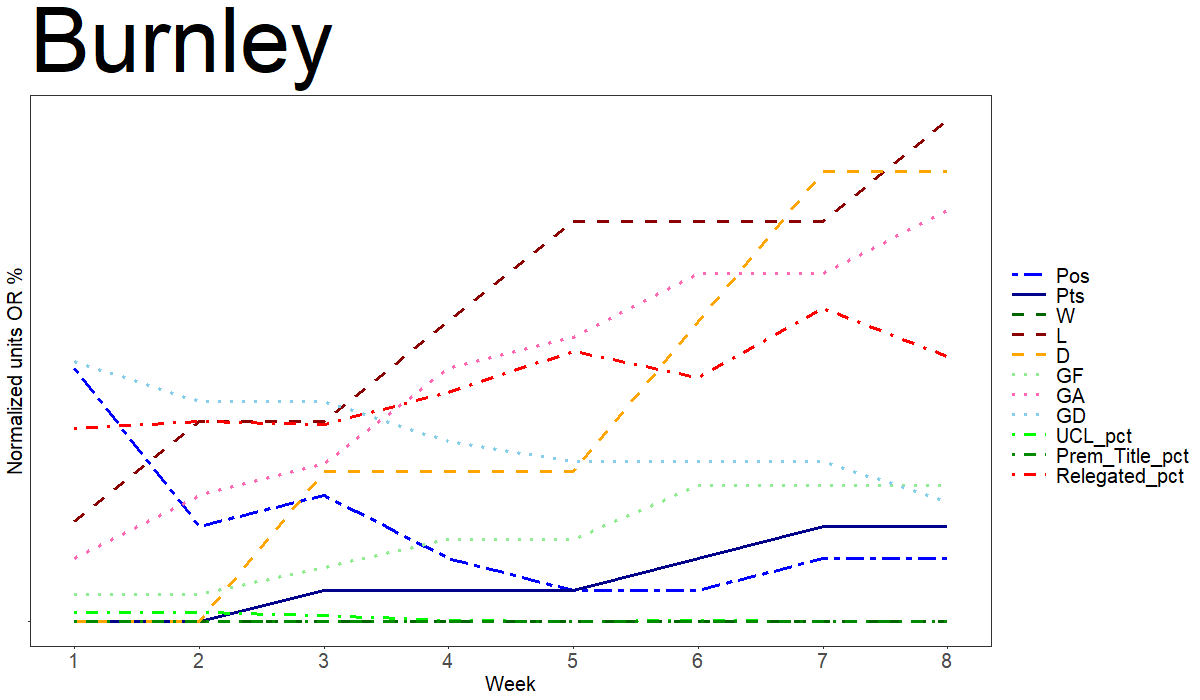 Burnley
Normalized units OR %
1 2 3 4 5 6 7 8
Week
Pos
Pts
W
L
D
GF
GA
GD
UCL_pct
Prem_Title_pct
Relegated_pct